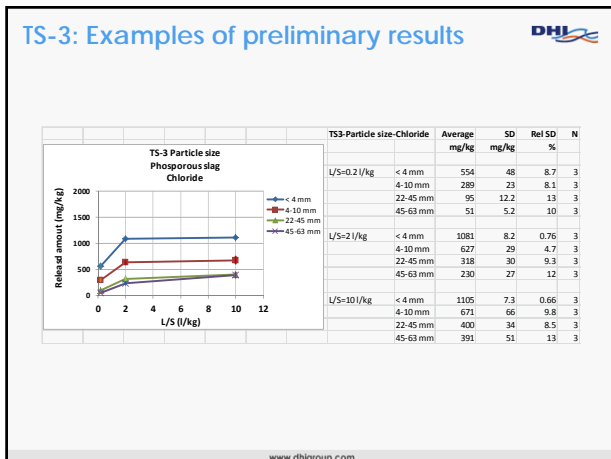 TS-3: Examples of preliminary results
DHI
TS-3 Particle size
Phosporous slag
Chloride
Releasd amout (mg/kg)
2000
1500
1000
500
0
0 2 4 6 8 10 12
L/S (l/kg)
< 4 mm
4-10 mm
22-45 mm
45-63 mm
TS3-Particle size-Chloride Average SD Rel SD N
mg/kg mg/kg %
L/S=0.2 l/kg < 4 mm 554 48 8.7 3
4-10 mm 289 23 8.1 3
22-45 mm 95 12.2 13 3
45-63 mm 51 5.2 10 3
L/S=2 l/kg < 4 mm 1081 8.2 0.76 3
4-10 mm 627 29 4.7 3
22-45 mm 318 30 9.3 3
45-63 mm 230 27 12 3
L/S=10 l/kg < 4 mm 1105 7.3 0.66 3
4-10 mm 671 66 9.8 3
22-45 mm 400 34 8.5 3
45-63 mm 391 51 13 3
www.dhigroup.com